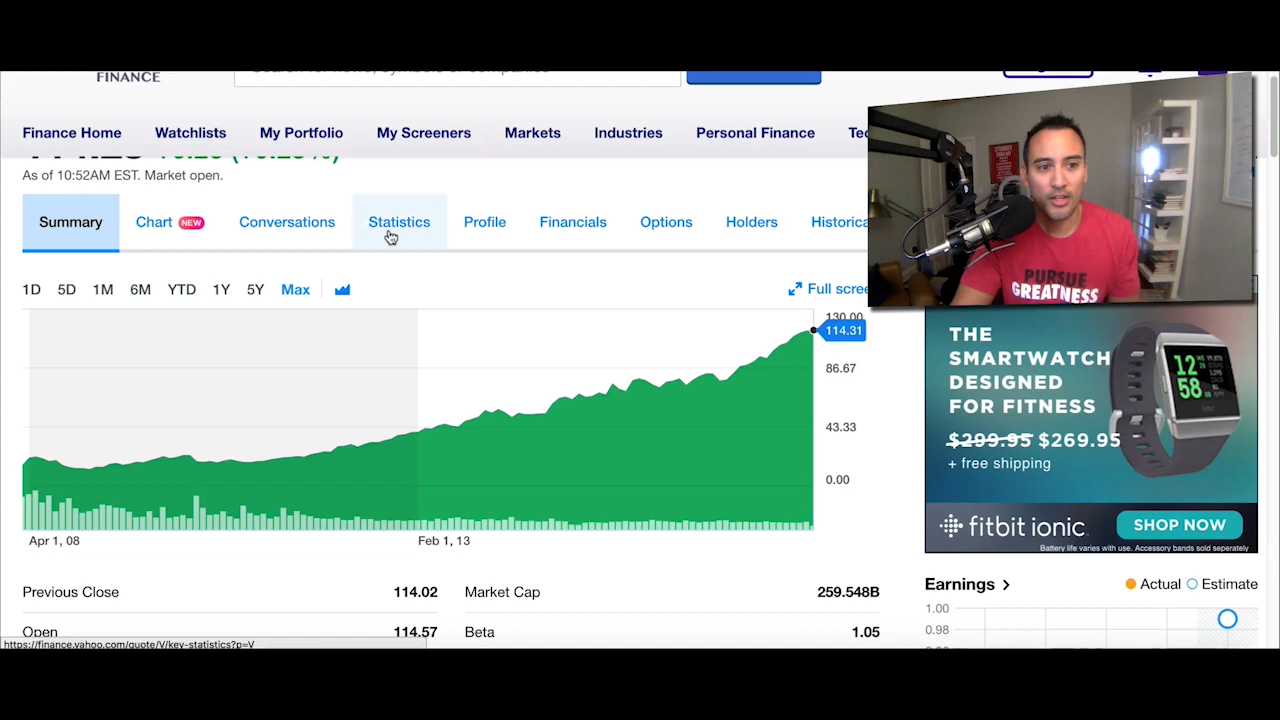 FINANCE
Finance Home Watchlists My Portfolio My Screeners Markets Industries Personal Finance Tec
As of 10:52AM EST. Market open.
Summary Chart NEW Conversations Statistics Profile Financials Options Holders Historica
1D 5D 1M 6M YTD 1Y 5Y Max Full scree
130.00
114.31
86.67
43.33
0.00
Apr 1, 08 Feb 1, 13
Previous Close 114.02 Market Cap 259.548B
Open 114.57 Beta 1.05
https://finance.yahoo.com/quote/V/key-statistics?p=V
PURSUE
GREATNESS
THE
SMARTWATCH
DESIGNED
FOR FITNESS
$299.95 $269.95
+ free shipping
fitbit ionic SHOP NOW
Battery life varies with use. Accessory bands sold seperately
Earnings Actual Estimate
1.00
0.98